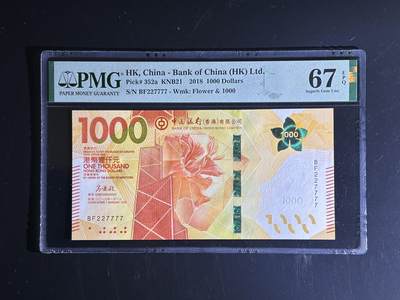 PMG
PAPER MONEY GUARANTY
HK, China - Bank of China (HK) Ltd.
Pick# 352a KNB21 2018 1000 Dollars
S/N BF227777 - Wmk: Flower & 1000
67 EPQ
Superb Gem Unc
1000
中國銀行(香港)有限公司
BANK OF CHINA (HONG KONG) LIMITED
港幣壹仟元
ONE THOUSAND
HONG KONG DOLLARS
BF227777
1000
1000
BF227777
1000